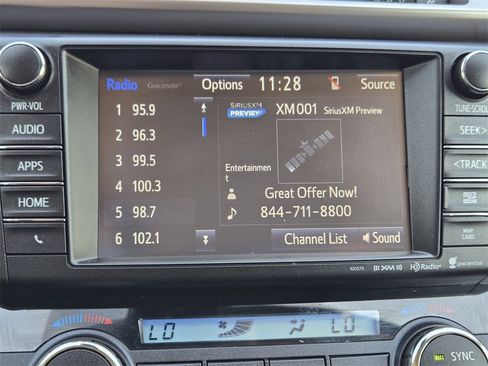 Radio Gracenote® Options 11:28 Source
1 95.9
2 96.3
3 99.5
4 100.3
5 98.7
6 102.1
SIRIUSXM PREVIEW XM001 SiriusXM Preview
Entertainmen
t
Great Offer Now!
844-711-8800
Channel List Sound
PWR•VOL
AUDIO
APPS
HOME
TUNE•SCROLL
SEEK>
<TRACK
MAP
CARD
100575 ((XM)) HD Radio® gracenote
LO LO
SYNC